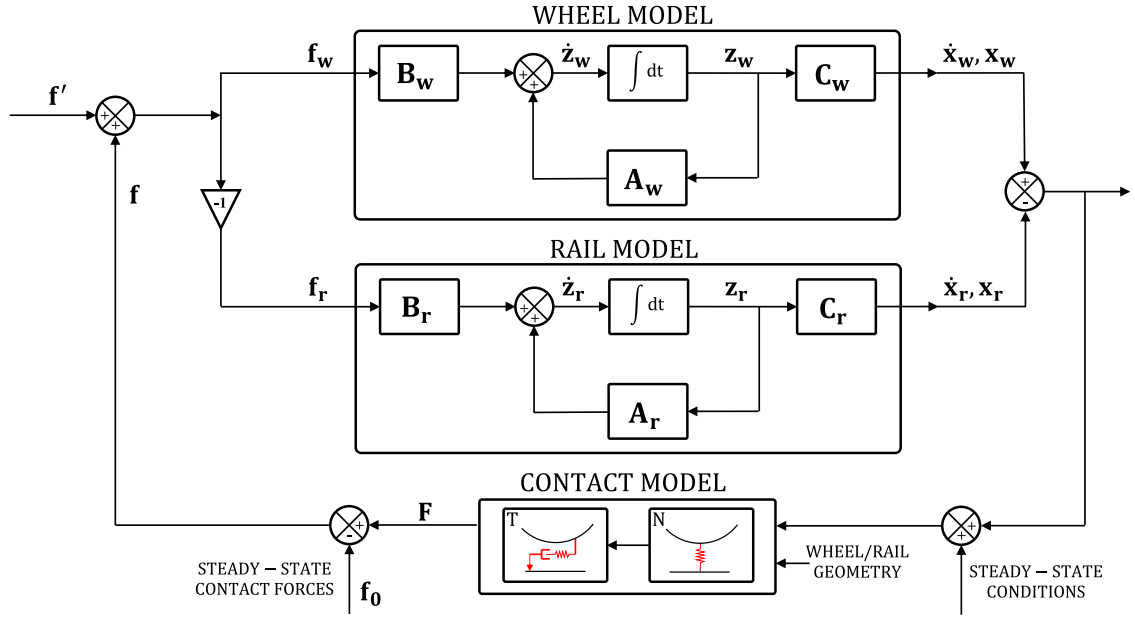 WHEEL MODEL
f_w
B_w
+
+
ż_w
∫ dt
z_w
C_w
ẋ_w, x_w
A_w
f′
+
+
f
-1
+
-
RAIL MODEL
f_r
B_r
+
+
ż_r
∫ dt
z_r
C_r
ẋ_r, x_r
A_r
CONTACT MODEL
T
N
F
+
-
+
+
WHEEL/RAIL
GEOMETRY
STEADY – STATE
CONTACT FORCES
f_0
STEADY – STATE
CONDITIONS